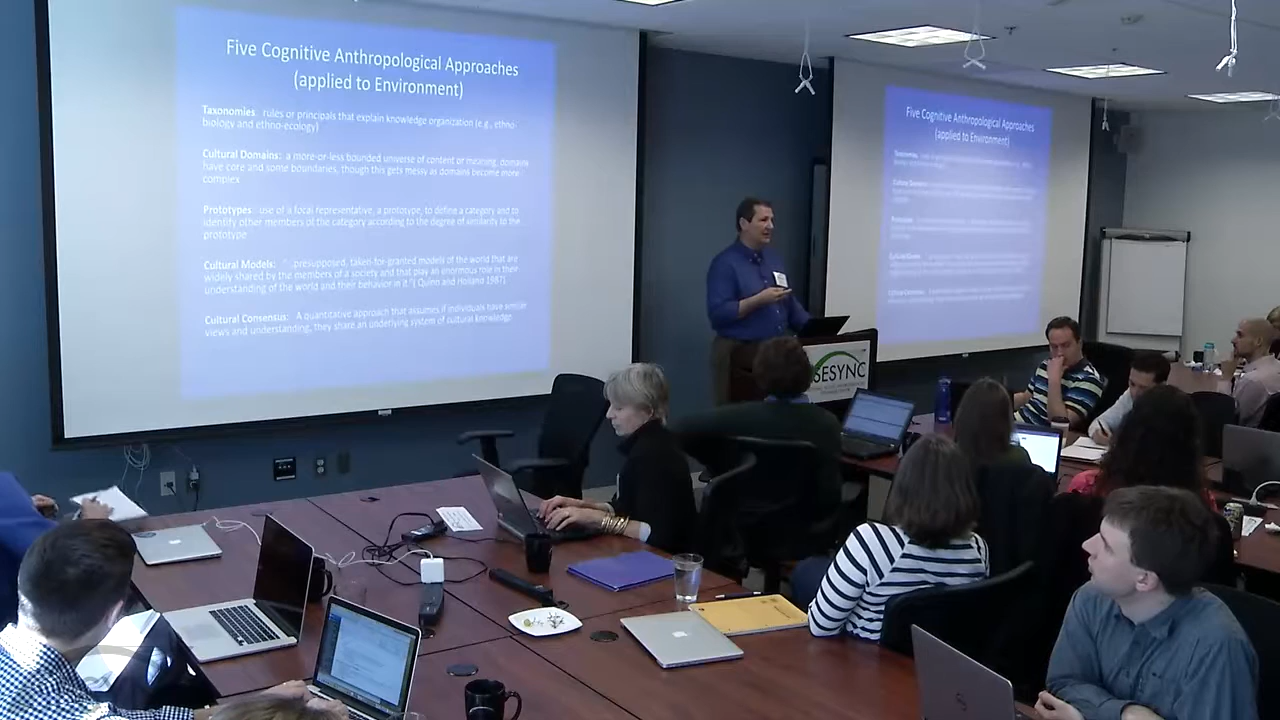 Five Cognitive Anthropological Approaches
(applied to Environment)
Taxonomies: rules or principals that explain knowledge organization (e.g., ethno-
biology and ethno-ecology)
Cultural Domains: a more-or-less bounded universe of content or meaning, domains
have core and some boundaries, though this gets messy as domains become more
complex
Prototypes: use of a local representative, a prototype, to define a category and to
identify other members of the category according to the degree of similarity to the
prototype
Cultural Models: "...presupposed, taken-for-granted models of the world that are
widely shared by the members of a society and that play an enormous role in their
understanding of the world and their behavior in it" ( Quinn and Holland 1987)
Cultural Consensus: A quantitative approach that assumes if individuals have similar
views and understanding, they share an underlying system of cultural knowledge
Five Cognitive Anthropological Approaches
(applied to Environment)
SESYNC